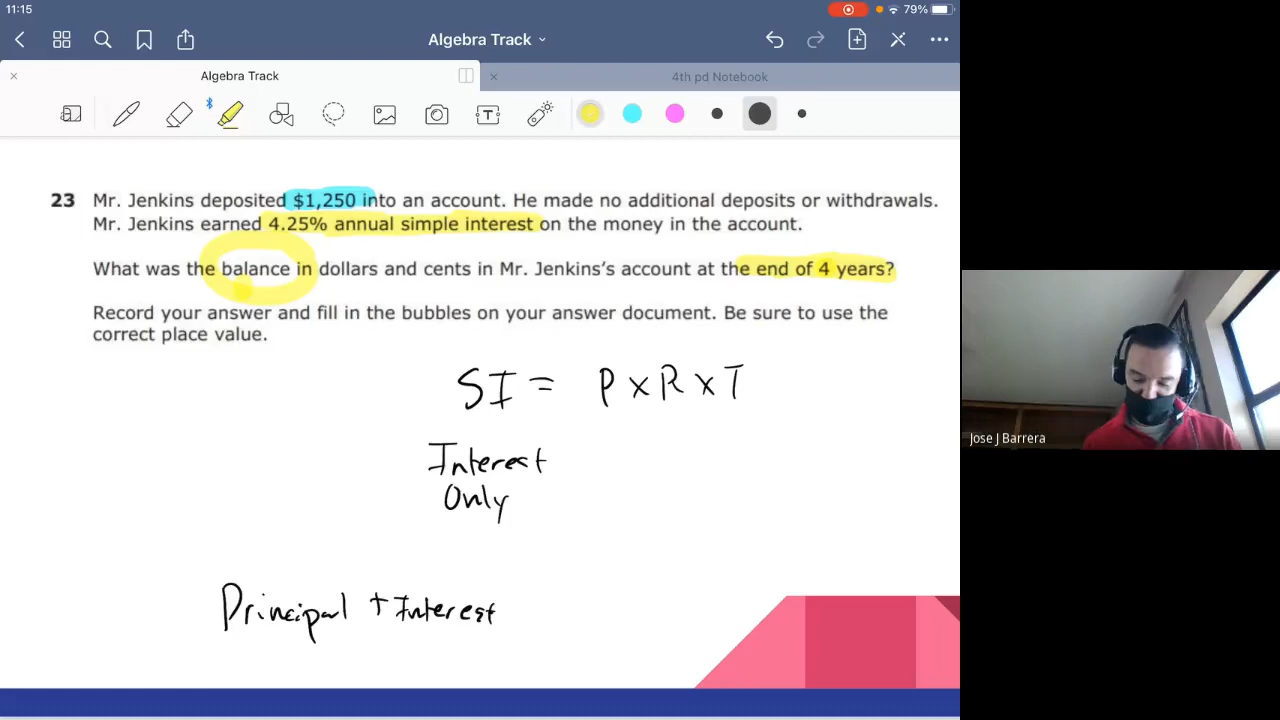 11:15
79%
Algebra Track
Algebra Track
4th pd Notebook
T
23 Mr. Jenkins deposited $1,250 into an account. He made no additional deposits or withdrawals.
Mr. Jenkins earned 4.25% annual simple interest on the money in the account.
What was the balance in dollars and cents in Mr. Jenkins's account at the end of 4 years?
Record your answer and fill in the bubbles on your answer document. Be sure to use the
correct place value.
SI = P x R x T
Interest
Only
Principal + Interest
Jose J Barrera